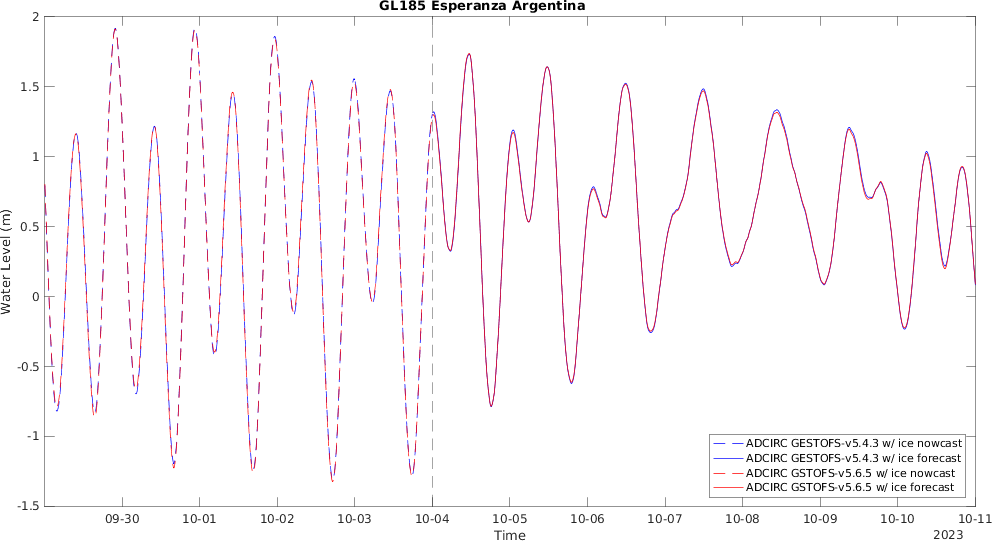 GL185 Esperanza Argentina
2
1.5
1
0.5
0
-0.5
-1
-1.5
Water Level (m)
09-30 10-01 10-02 10-03 10-04 10-05 10-06 10-07 10-08 10-09 10-10 10-11
Time
2023
ADCIRC GESTOFS-v5.4.3 w/ ice nowcast
ADCIRC GESTOFS-v5.4.3 w/ ice forecast
ADCIRC GSTOFS-v5.6.5 w/ ice nowcast
ADCIRC GSTOFS-v5.6.5 w/ ice forecast